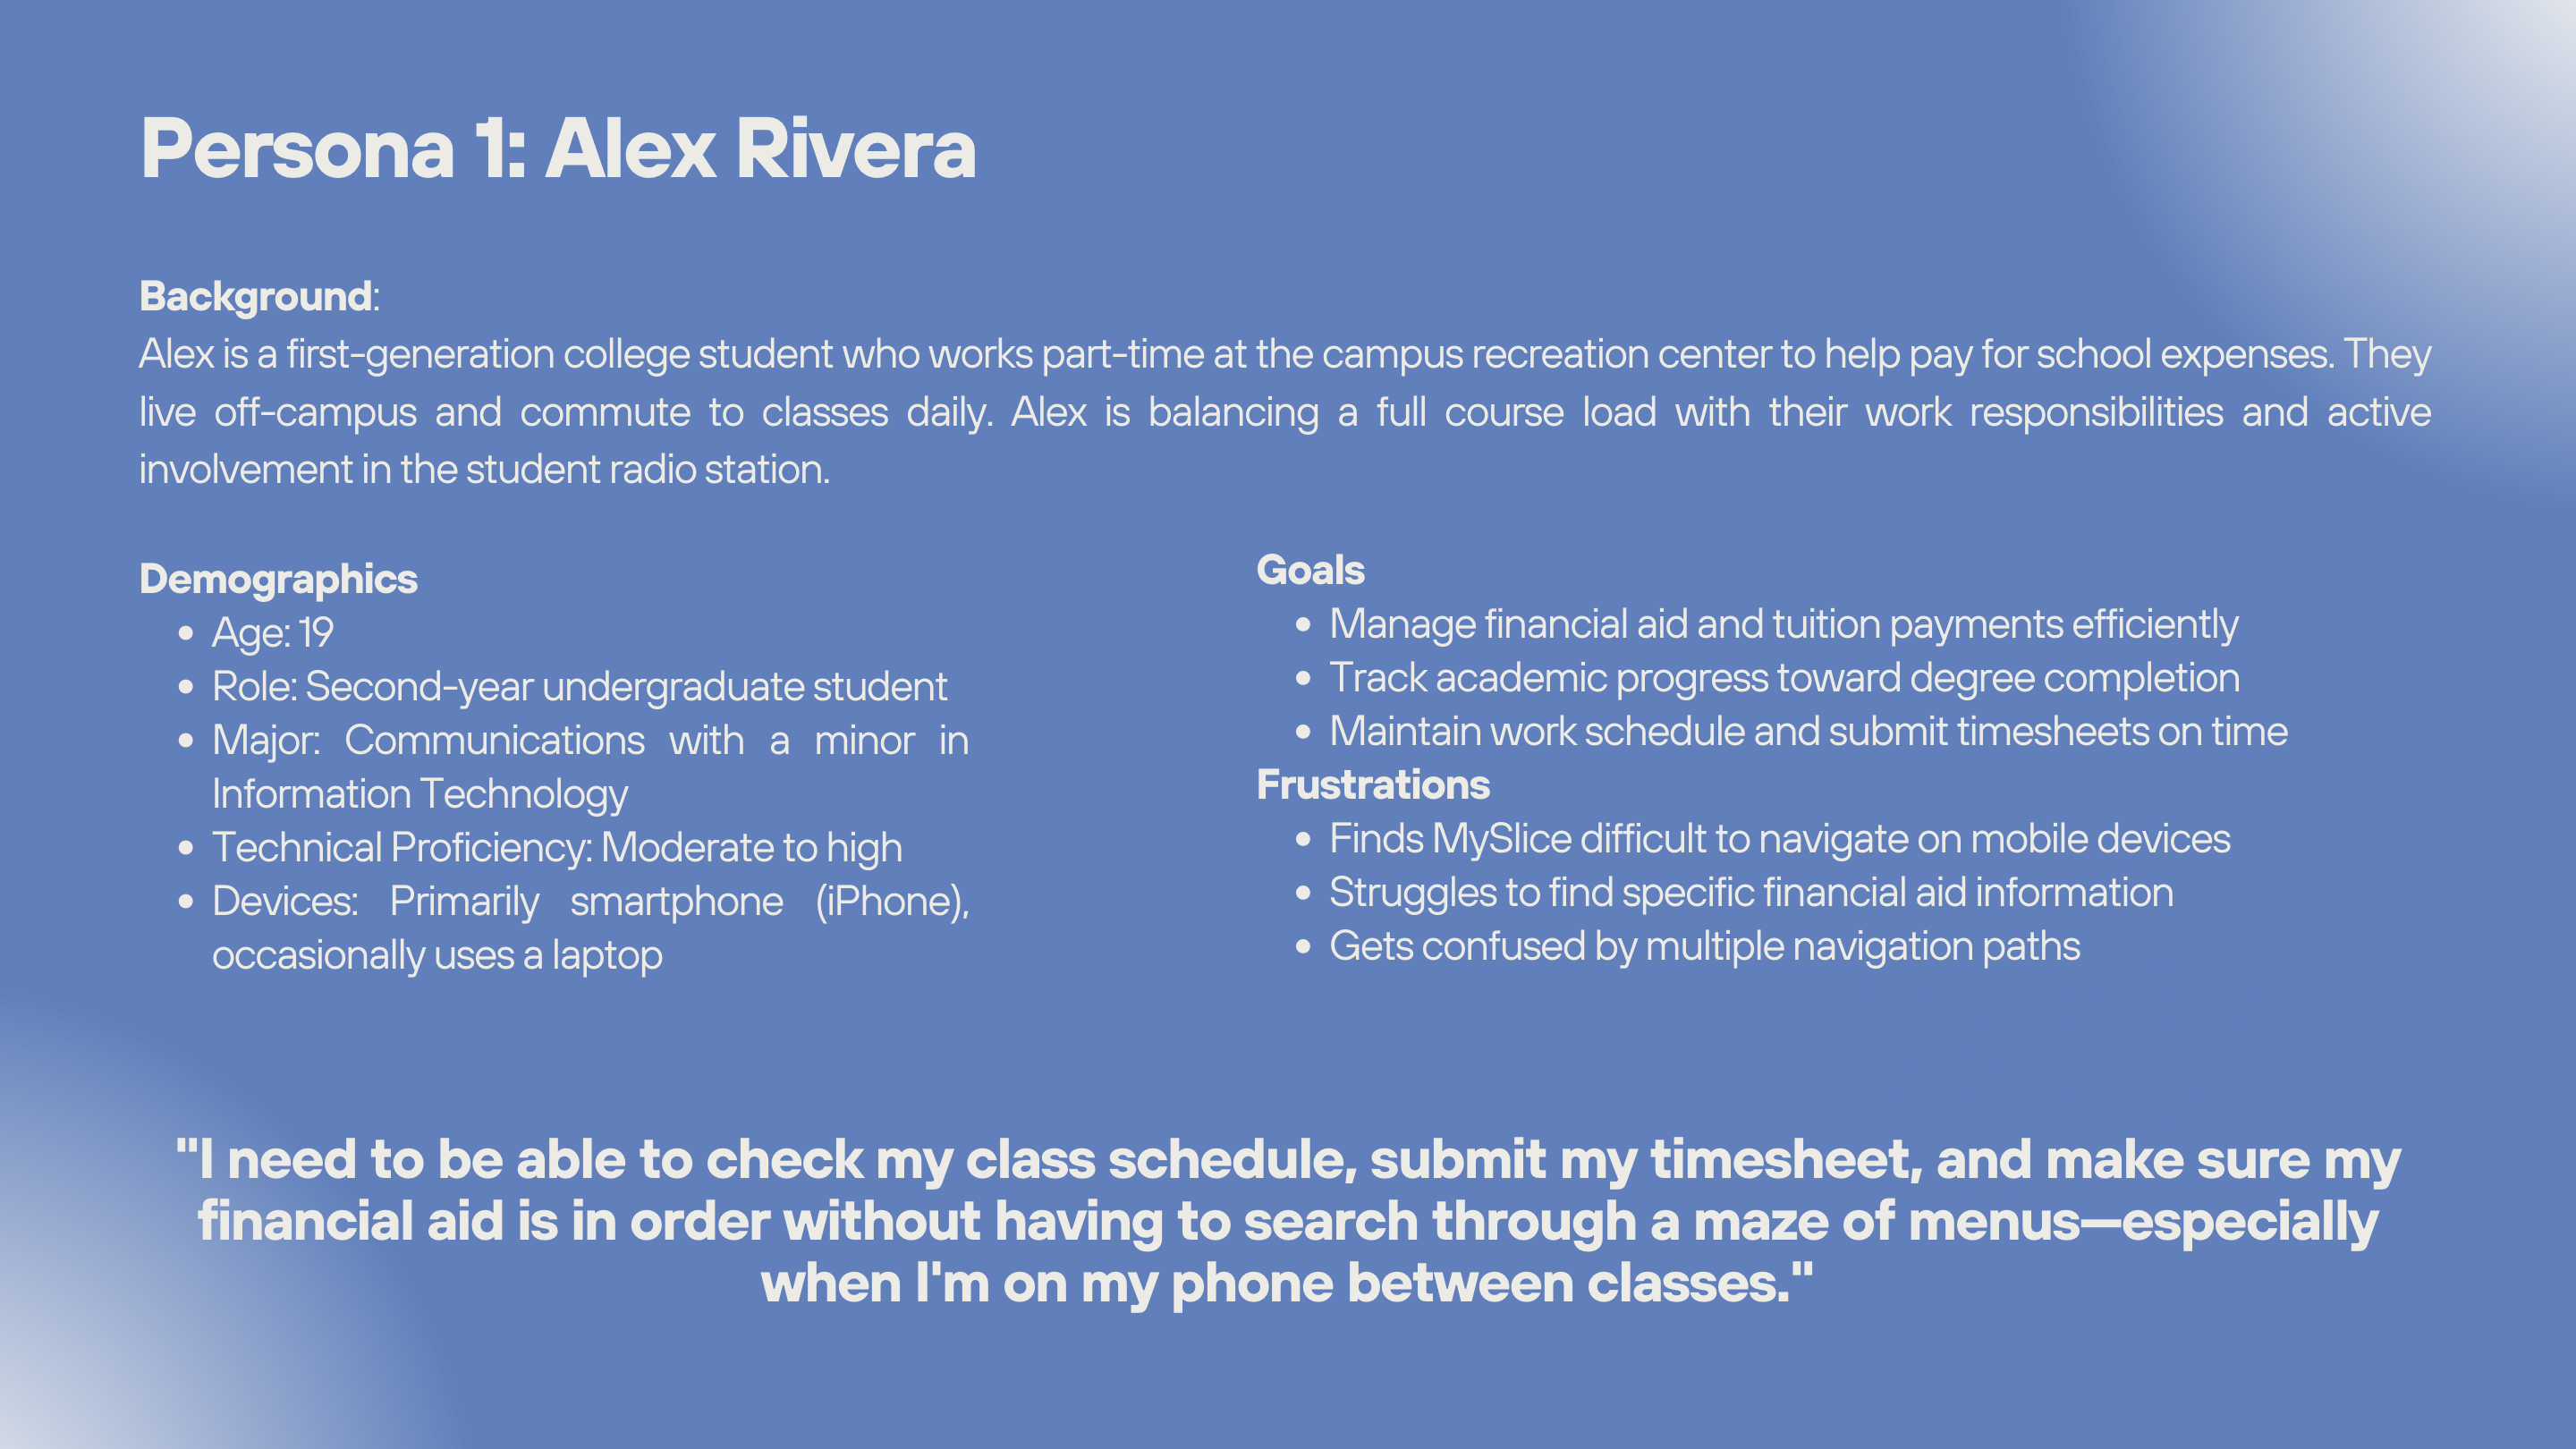 Persona 1: Alex Rivera
Background:
Alex is a first-generation college student who works part-time at the campus recreation center to help pay for school expenses. They
live off-campus and commute to classes daily. Alex is balancing a full course load with their work responsibilities and active
involvement in the student radio station.
Demographics
• Age: 19
• Role: Second-year undergraduate student
• Major: Communications with a minor in
Information Technology
• Technical Proficiency: Moderate to high
• Devices: Primarily smartphone (iPhone),
occasionally uses a laptop
Goals
• Manage financial aid and tuition payments efficiently
• Track academic progress toward degree completion
• Maintain work schedule and submit timesheets on time
Frustrations
• Finds MySlice difficult to navigate on mobile devices
• Struggles to find specific financial aid information
• Gets confused by multiple navigation paths
"I need to be able to check my class schedule, submit my timesheet, and make sure my
financial aid is in order without having to search through a maze of menus—especially
when I'm on my phone between classes."